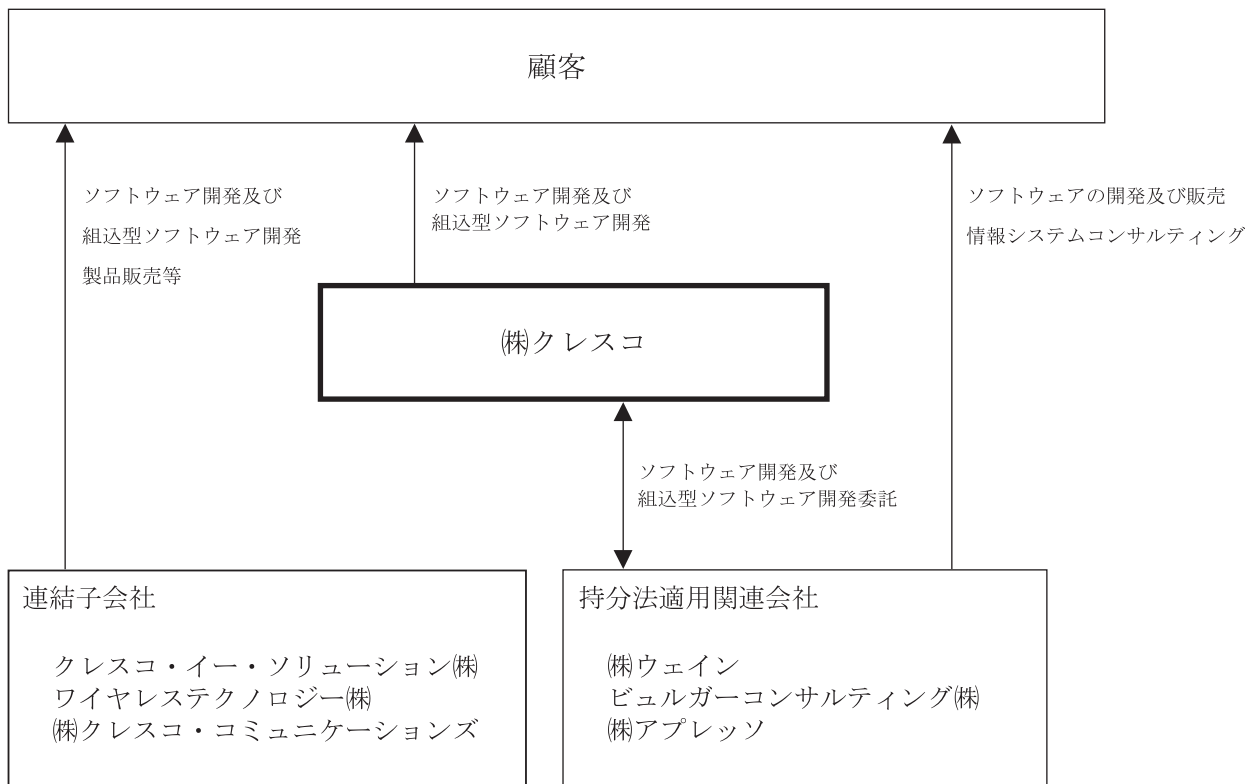 顧客
ソフトウェア開発及び
組込型ソフトウェア開発
製品販売等
ソフトウェア開発及び
組込型ソフトウェア開発
ソフトウェアの開発及び販売
情報システムコンサルティング
㈱クレスコ
ソフトウェア開発及び
組込型ソフトウェア開発委託
連結子会社
クレスコ・イー・ソリューション㈱
ワイヤレステクノロジー㈱
㈱クレスコ・コミュニケーションズ
持分法適用関連会社
㈱ウェイン
ビュルガーコンサルティング㈱
㈱アプレッソ